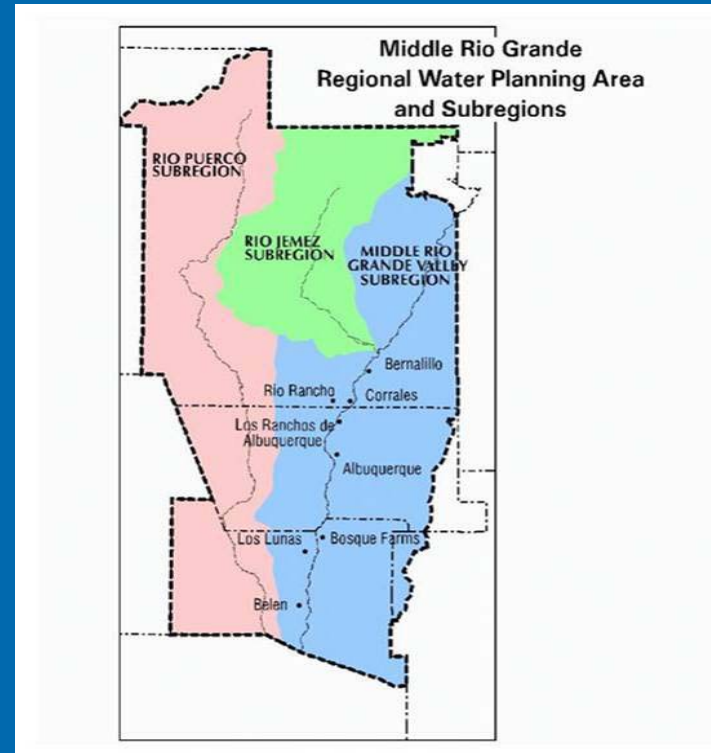 Middle Rio Grande
Regional Water Planning Area
and Subregions
RIO PUERCO
SUBREGION
RIO JEMEZ
SUBREGION
MIDDLE RIO
GRANDE VALLEY
SUBREGION
Bernalillo
Rio Rancho
Corrales
Los Ranchos de
Albuquerque
Albuquerque
Los Lunas
Bosque Farms
Belen